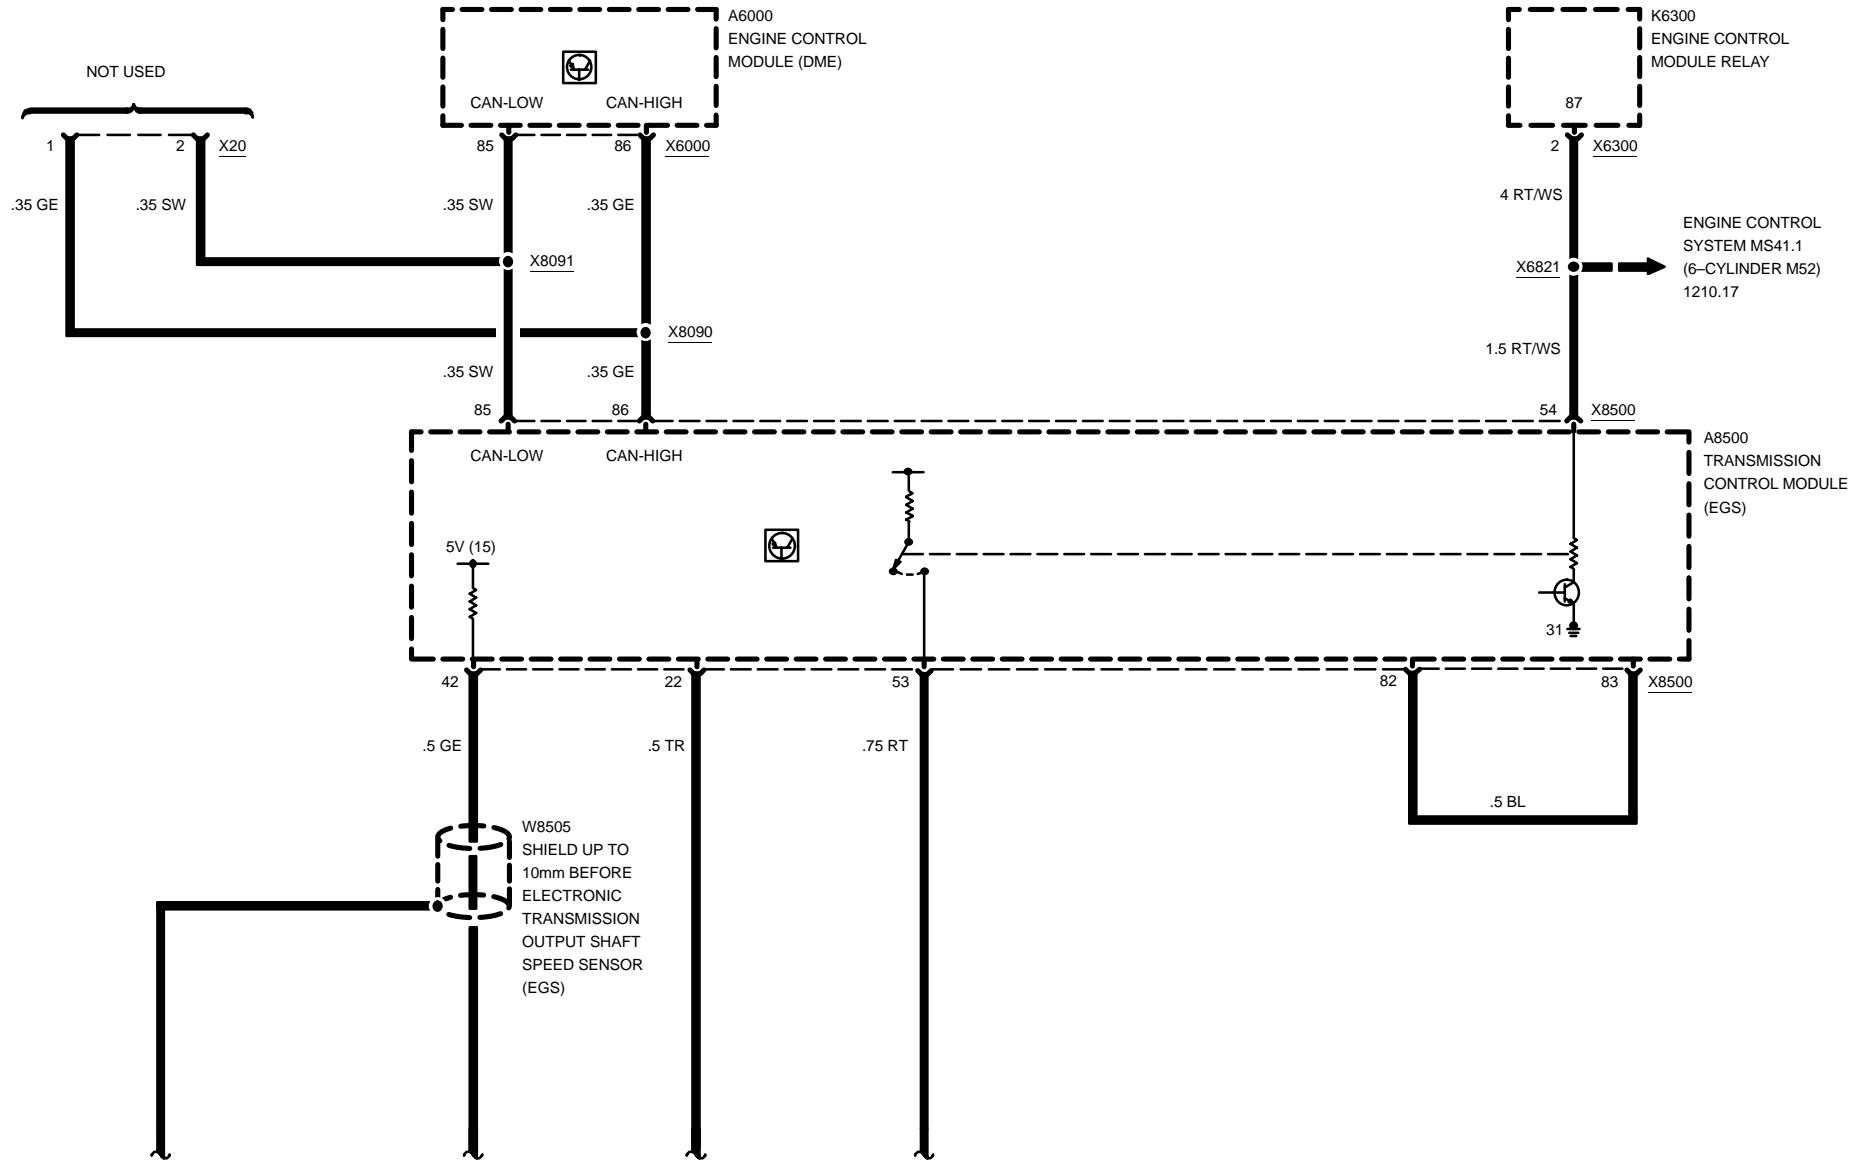 A6000
ENGINE CONTROL
MODULE (DME)
K6300
ENGINE CONTROL
MODULE RELAY
NOT USED
CAN-LOW CAN-HIGH
87
1 2 X20
85 86 X6000
2 X6300
.35 GE .35 SW .35 SW .35 GE
4 RT/WS
ENGINE CONTROL
SYSTEM MS41.1
(6–CYLINDER M52)
1210.17
X8091
X6821
X8090
1.5 RT/WS
.35 SW .35 GE
85 86 54 X8500
A8500
TRANSMISSION
CONTROL MODULE
(EGS)
CAN-LOW CAN-HIGH
5V (15)
31
42 22 53 82 83 X8500
.5 GE .5 TR .75 RT
.5 BL
W8505
SHIELD UP TO
10mm BEFORE
ELECTRONIC
TRANSMISSION
OUTPUT SHAFT
SPEED SENSOR
(EGS)